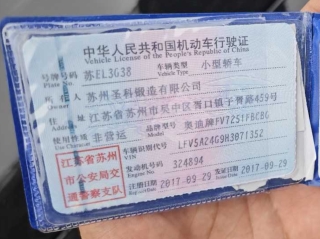 中华人民共和国机动车行驶证
Vehicle License of the People's Republic of China
号牌号码 苏EL3G38 车辆类型 小型轿车
Plate No. Vehicle Type
所有人 苏州圣科锻造有限公司
江苏省苏州市吴中区胥口镇子胥路459号
使用性质 非营运 品牌型号 奥迪牌FV7251FBCBG
江苏省苏州市公安局交通警察支队
车辆识别代号 LFV5A24G9H3071352
发动机号码 324894
Engine No.
注册日期 2017-09-29 发证日期 2017-09-29